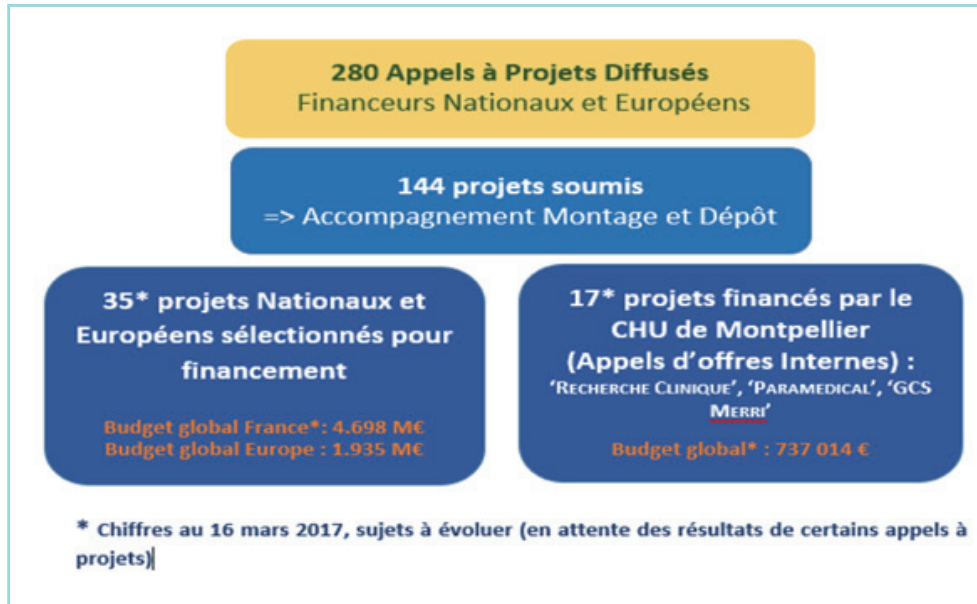 280 Appels à Projets Diffusés
Financeurs Nationaux et Européens
144 projets soumis
=> Accompagnement Montage et Dépôt
35* projets Nationaux et
Européens sélectionnés pour
financement
Budget global France*: 4.698 M€
Budget global Europe : 1.935 M€
17* projets financés par le
CHU de Montpellier
(Appels d’offres Internes) :
‘RECHERCHE CLINIQUE’, ‘PARAMEDICAL’, ‘GCS
MERRI’
Budget global* : 737 014 €
* Chiffres au 16 mars 2017, sujets à évoluer (en attente des résultats de certains appels à
projets)